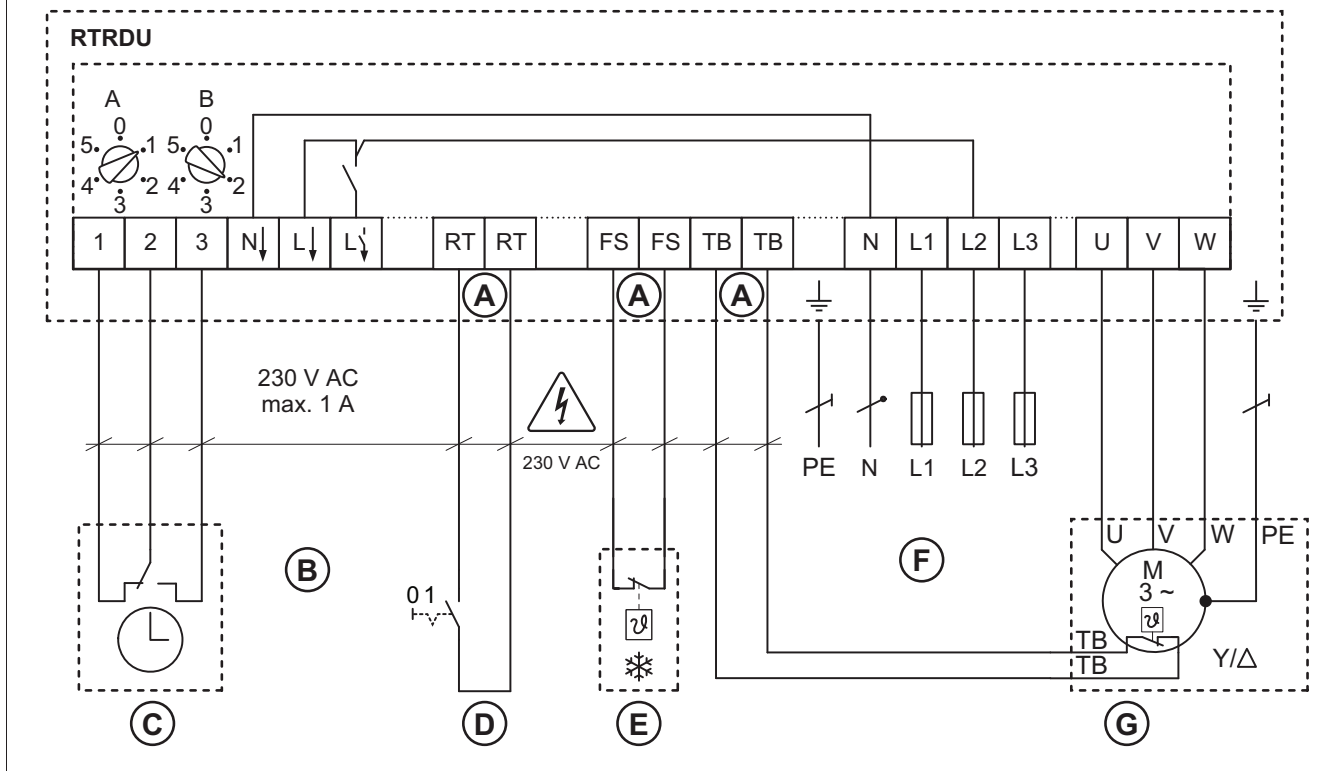 RTRDU
A B
0 0
5 1 5 1
4 2 4 2
3 3
1 2 3 N L L RT RT FS FS TB TB N L1 L2 L3 U V W
A A A
230 V AC
max. 1 A
230 V AC
PE N L1 L2 L3
U V W PE
M
3 ~
ϑ
TB
TB
Y/△
B
F
0 1
ϑ
C D E G